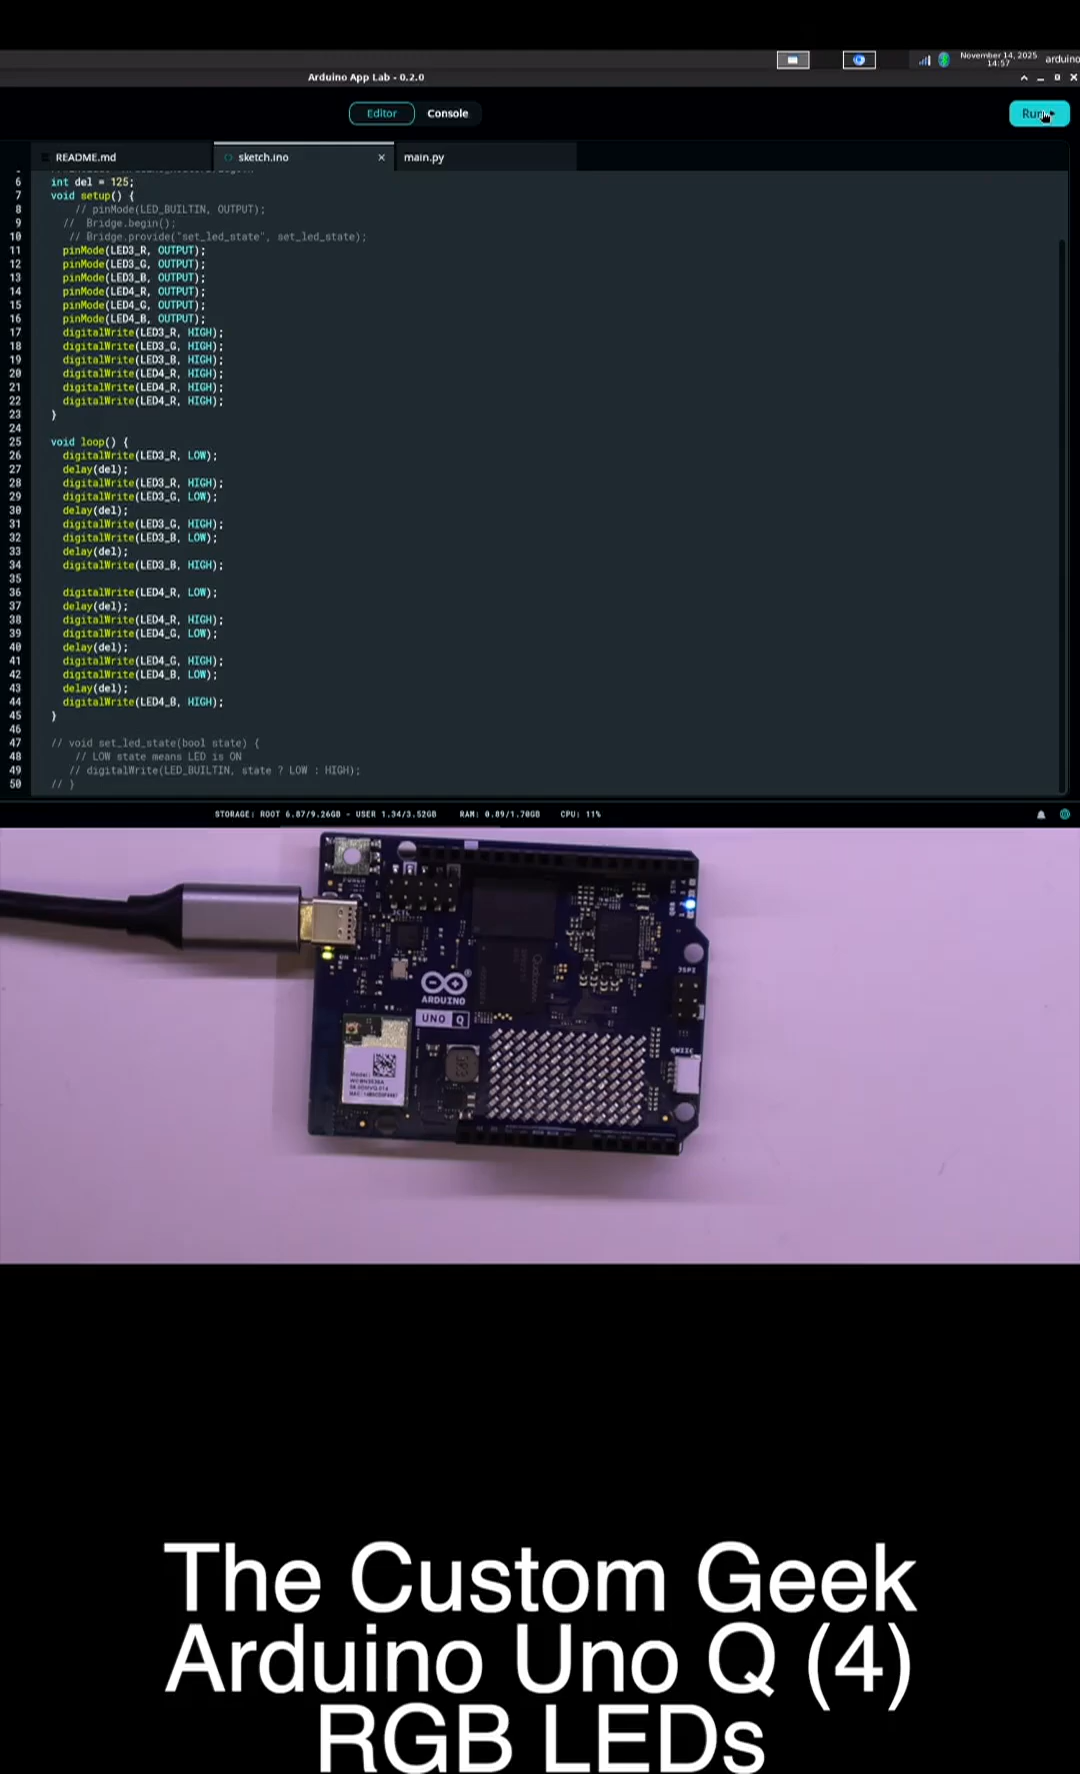 November 14, 2025
14:57
arduino
Arduino App Lab - 0.2.0
Editor
Console
Run
README.md
sketch.ino
main.py
6 int del = 125;
7 void setup() {
8 // pinMode(LED_BUILTIN, OUTPUT);
9 // Bridge.begin();
10 // Bridge.provide("set_led_state", set_led_state);
11 pinMode(LED3_R, OUTPUT);
12 pinMode(LED3_G, OUTPUT);
13 pinMode(LED3_B, OUTPUT);
14 pinMode(LED4_R, OUTPUT);
15 pinMode(LED4_G, OUTPUT);
16 pinMode(LED4_B, OUTPUT);
17 digitalWrite(LED3_R, HIGH);
18 digitalWrite(LED3_G, HIGH);
19 digitalWrite(LED3_B, HIGH);
20 digitalWrite(LED4_R, HIGH);
21 digitalWrite(LED4_R, HIGH);
22 digitalWrite(LED4_R, HIGH);
23 }
24
25 void loop() {
26 digitalWrite(LED3_R, LOW);
27 delay(del);
28 digitalWrite(LED3_R, HIGH);
29 digitalWrite(LED3_G, LOW);
30 delay(del);
31 digitalWrite(LED3_G, HIGH);
32 digitalWrite(LED3_B, LOW);
33 delay(del);
34 digitalWrite(LED3_B, HIGH);
35
36 digitalWrite(LED4_R, LOW);
37 delay(del);
38 digitalWrite(LED4_R, HIGH);
39 digitalWrite(LED4_G, LOW);
40 delay(del);
41 digitalWrite(LED4_G, HIGH);
42 digitalWrite(LED4_B, LOW);
43 delay(del);
44 digitalWrite(LED4_B, HIGH);
45 }
46
47 // void set_led_state(bool state) {
48 // LOW state means LED is ON
49 // digitalWrite(LED_BUILTIN, state ? LOW : HIGH);
50 // }
STORAGE: ROOT 6.87/9.26GB - USER 1.34/3.52GB RAM: 0.89/1.70GB CPU: 11%
JCTL
JSPI
Qualcomm
ARDUINO
UNO Q
QWIIC
Model:
The Custom Geek
Arduino Uno Q (4)
RGB LEDs